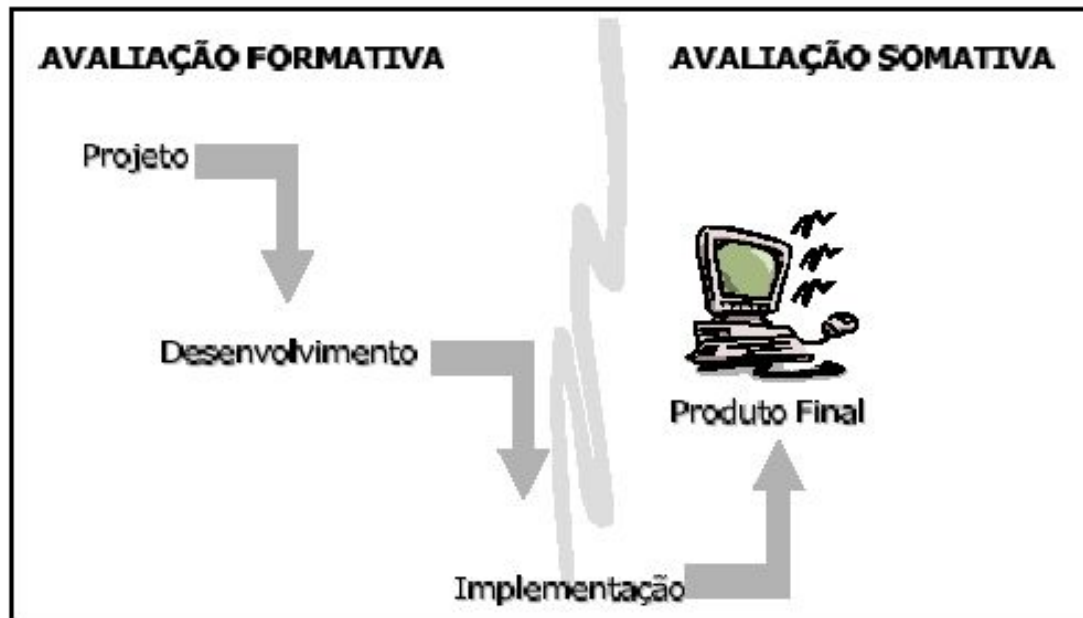 AVALIAÇÃO FORMATIVA
AVALIAÇÃO SOMATIVA
Projeto
Desenvolvimento
Produto Final
Implementação